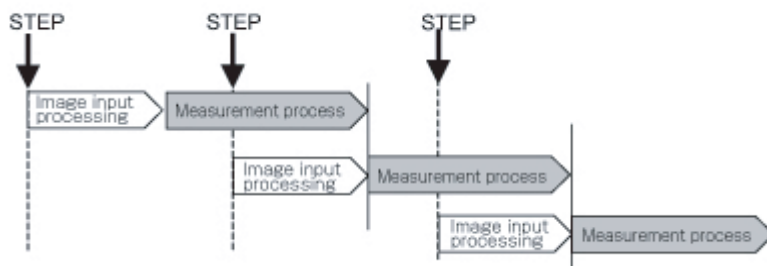 STEP
STEP
STEP
Image input
processing
Measurement process
Image input
processing
Measurement process
Image input
processing
Measurement process